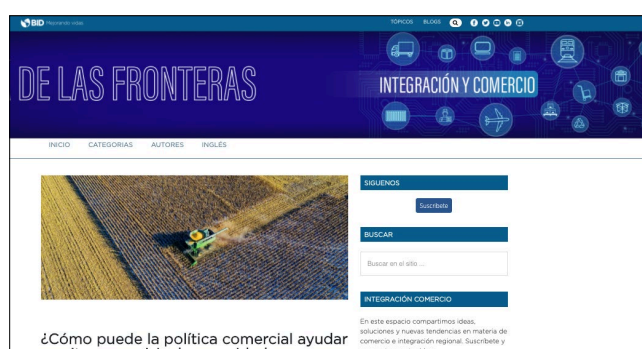 BID Mejorando vidas
TÓPICOS BLOGS
DE LAS FRONTERAS
INTEGRACIÓN Y COMERCIO
INICIO CATEGORIAS AUTORES INGLÉS
SIGUENOS
Suscríbete
BUSCAR
Buscar en el sitio ...
INTEGRACIÓN COMERCIO
En este espacio compartimos ideas,
soluciones y nuevas tendencias en materia de
comercio e integración regional. Suscríbete y
¿Cómo puede la política comercial ayudar